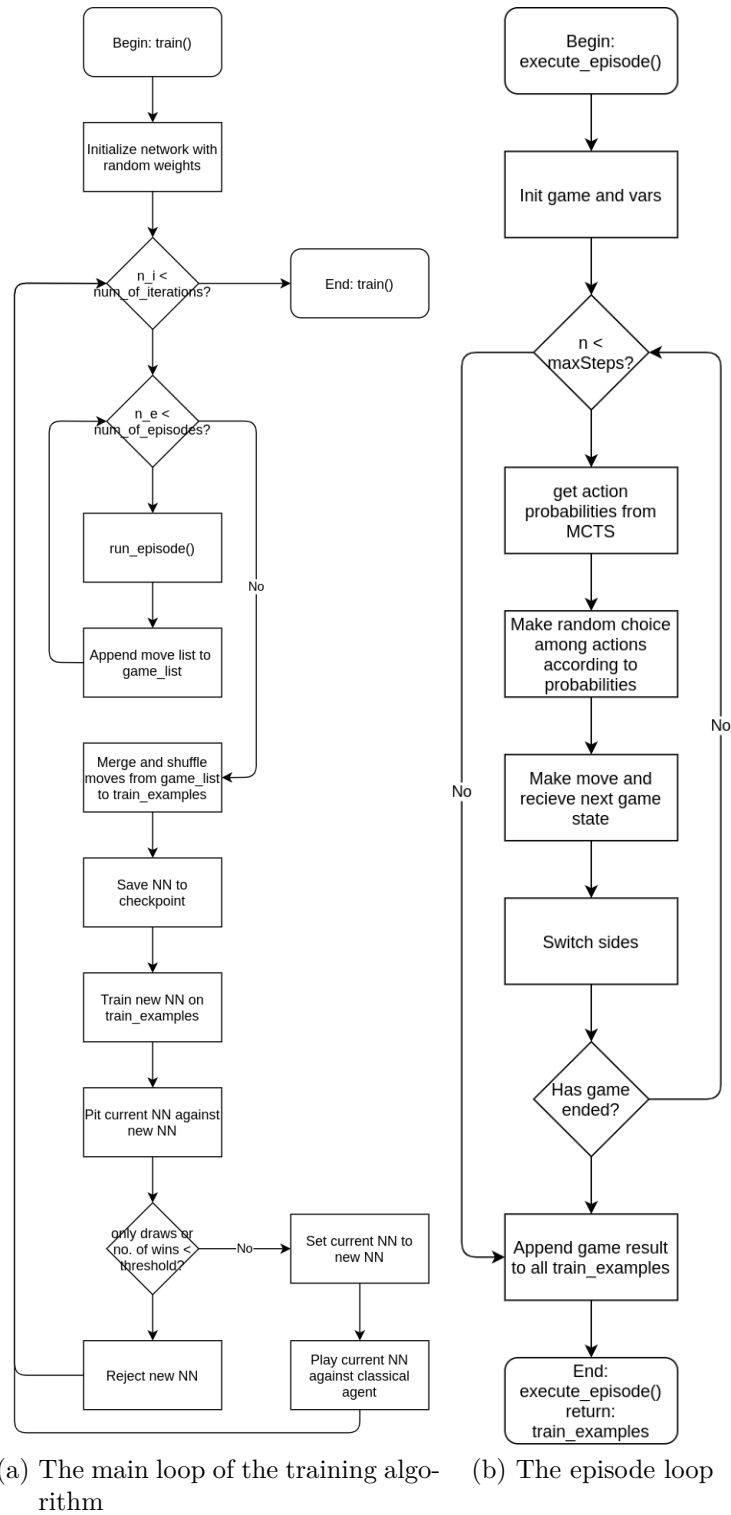 Begin: train()
Initialize network with
random weights
n_i <
num_of_iterations?
End: train()
n_e <
num_of_episodes?
run_episode()
No
Append move list to
game_list
Merge and shuffle
moves from game_list
to train_examples
Save NN to
checkpoint
Train new NN on
train_examples
Pit current NN against
new NN
only draws or
no. of wins <
threshold?
No
Set current NN to
new NN
Reject new NN
Play current NN
against classical
agent
(a) The main loop of the training algo-
rithm
Begin:
execute_episode()
Init game and vars
n <
maxSteps?
get action
probabilities from
MCTS
Make random choice
among actions
according to
probabilities
No
Make move and
recieve next game
state
No
Switch sides
Has game
ended?
Append game result
to all train_examples
End:
execute_episode()
return:
train_examples
(b) The episode loop